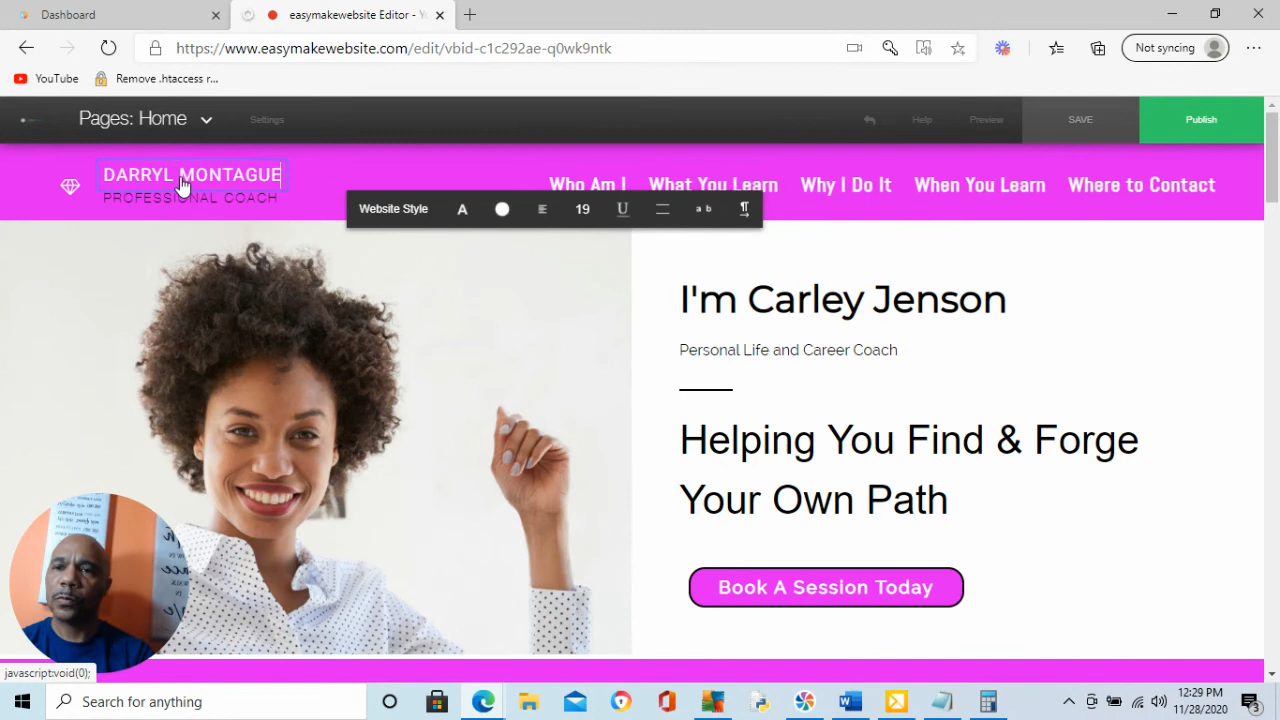 Dashboard
easymakewebsite Editor - Y
https://www.easymakewebsite.com/edit/vbid-c1c292ae-q0wk9ntk
Not syncing
YouTube
Remove .htaccess r...
Pages: Home
Settings
Help
Preview
SAVE
Publish
DARRYL MONTAGUE
PROFESSIONAL COACH
Who Am I
What You Learn
Why I Do It
When You Learn
Where to Contact
Website Style
A
19
U
a b
I'm Carley Jenson
Personal Life and Career Coach
Helping You Find & Forge
Your Own Path
Book A Session Today
javascript:void(0);
Search for anything
12:29 PM
11/28/2020
3